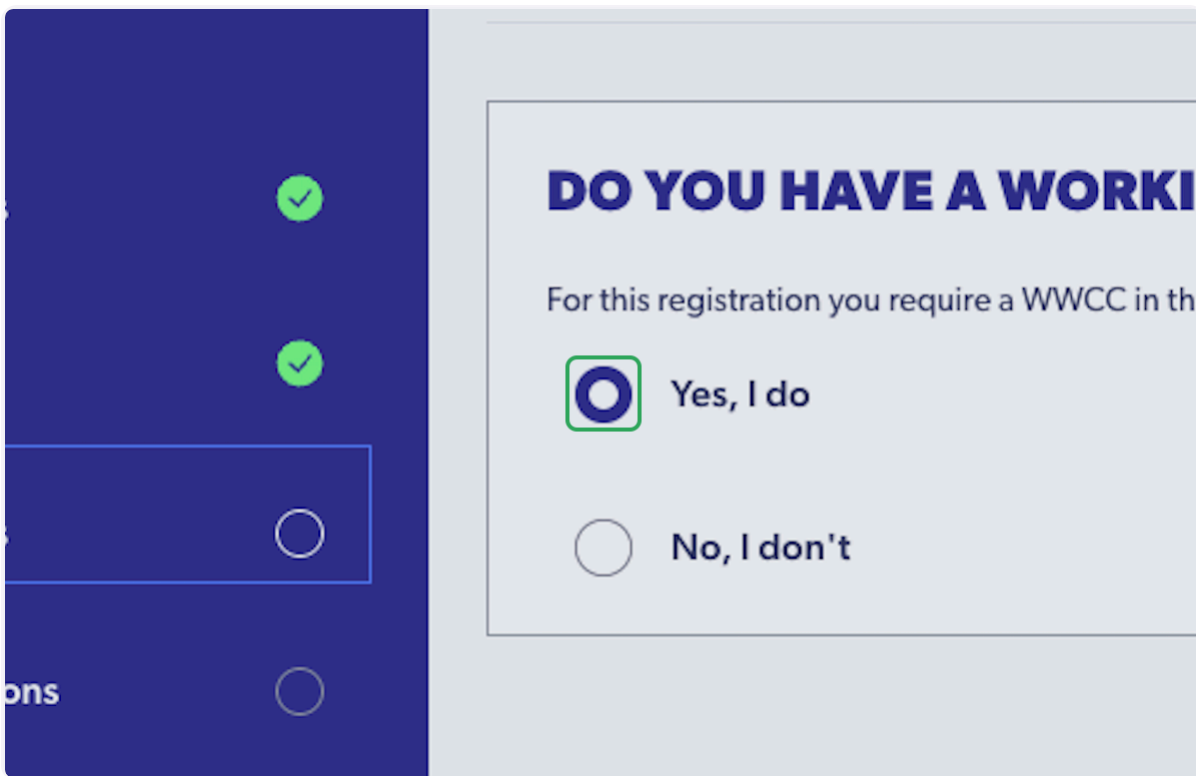 DO YOU HAVE A WORKI
For this registration you require a WWCC in th
Yes, I do
No, I don't
s
s
ons